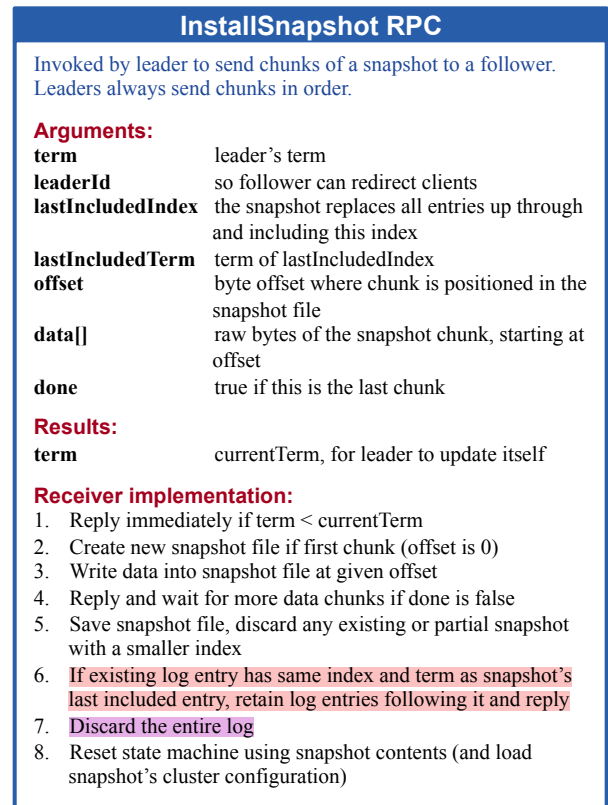 InstallSnapshot RPC
Invoked by leader to send chunks of a snapshot to a follower.
Leaders always send chunks in order.
Arguments:
term leader’s term
leaderId so follower can redirect clients
lastIncludedIndex the snapshot replaces all entries up through
and including this index
lastIncludedTerm term of lastIncludedIndex
offset byte offset where chunk is positioned in the
snapshot file
data[] raw bytes of the snapshot chunk, starting at
offset
done true if this is the last chunk
Results:
term currentTerm, for leader to update itself
Receiver implementation:
1. Reply immediately if term < currentTerm
2. Create new snapshot file if first chunk (offset is 0)
3. Write data into snapshot file at given offset
4. Reply and wait for more data chunks if done is false
5. Save snapshot file, discard any existing or partial snapshot
with a smaller index
6. If existing log entry has same index and term as snapshot’s
last included entry, retain log entries following it and reply
7. Discard the entire log
8. Reset state machine using snapshot contents (and load
snapshot’s cluster configuration)